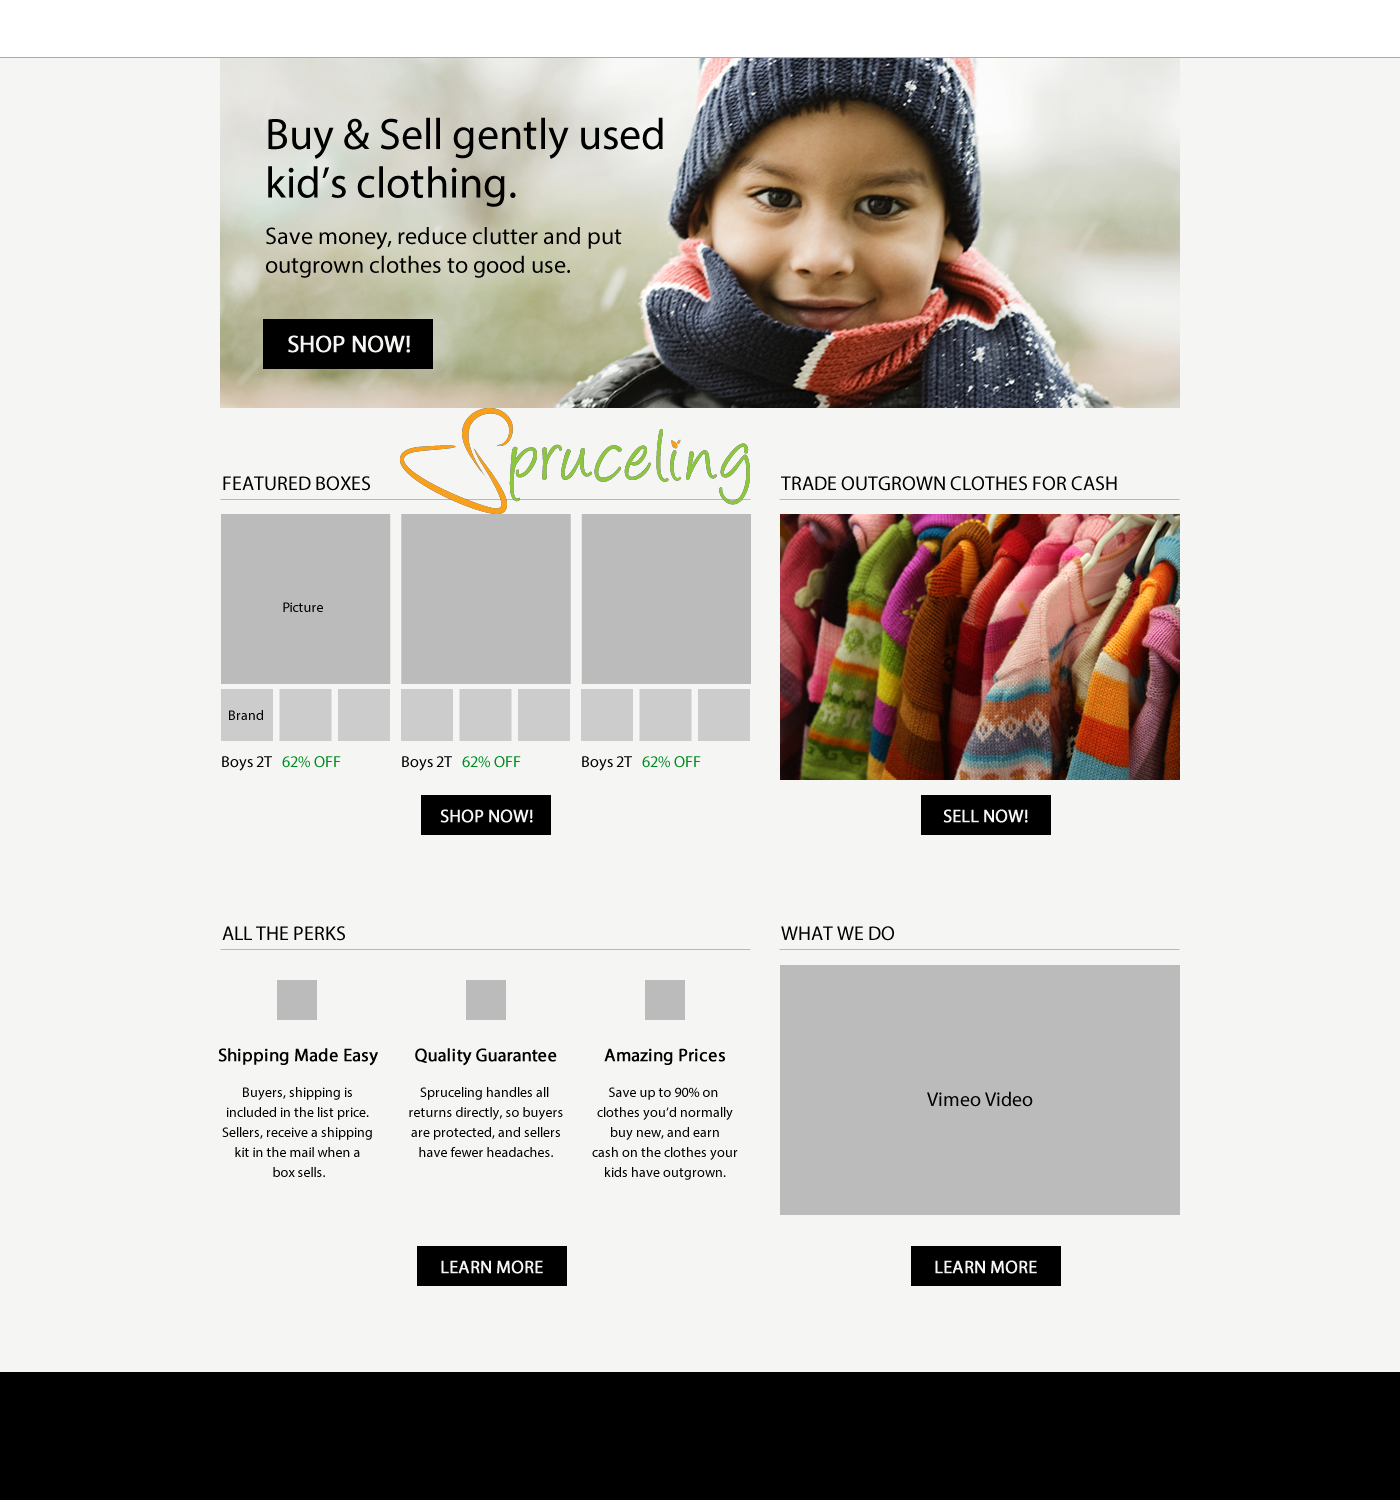 Buy & Sell gently used
kid’s clothing.
Save money, reduce clutter and put
outgrown clothes to good use.
SHOP NOW!
Spruceling
FEATURED BOXES
Picture
Brand
Boys 2T 62% OFF
Boys 2T 62% OFF
Boys 2T 62% OFF
SHOP NOW!
TRADE OUTGROWN CLOTHES FOR CASH
SELL NOW!
ALL THE PERKS
Shipping Made Easy
Buyers, shipping is
included in the list price.
Sellers, receive a shipping
kit in the mail when a
box sells.
Quality Guarantee
Spruceling handles all
returns directly, so buyers
are protected, and sellers
have fewer headaches.
Amazing Prices
Save up to 90% on
clothes you’d normally
buy new, and earn
cash on the clothes your
kids have outgrown.
LEARN MORE
WHAT WE DO
Vimeo Video
LEARN MORE